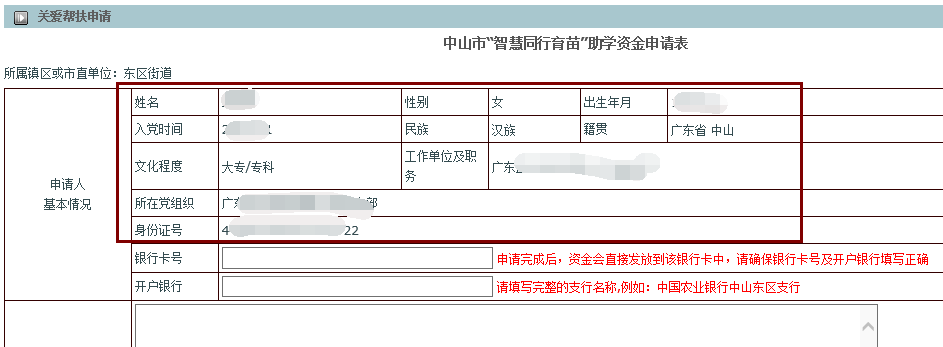 关爱帮扶申请
中山市“智慧同行育苗”助学资金申请表
所属镇区或市直单位：东区街道
姓名 性别 女 出生年月
入党时间 2 民族 汉族 籍贯 广东省 中山
文化程度 大专/专科 工作单位及职务 广东
申请人
基本情况
所在党组织 广 部
身份证号 4 22
银行卡号 申请完成后，资金会直接发放到该银行卡中，请确保银行卡号及开户银行填写正确
开户银行 请填写完整的支行名称,例如：中国农业银行中山东区支行